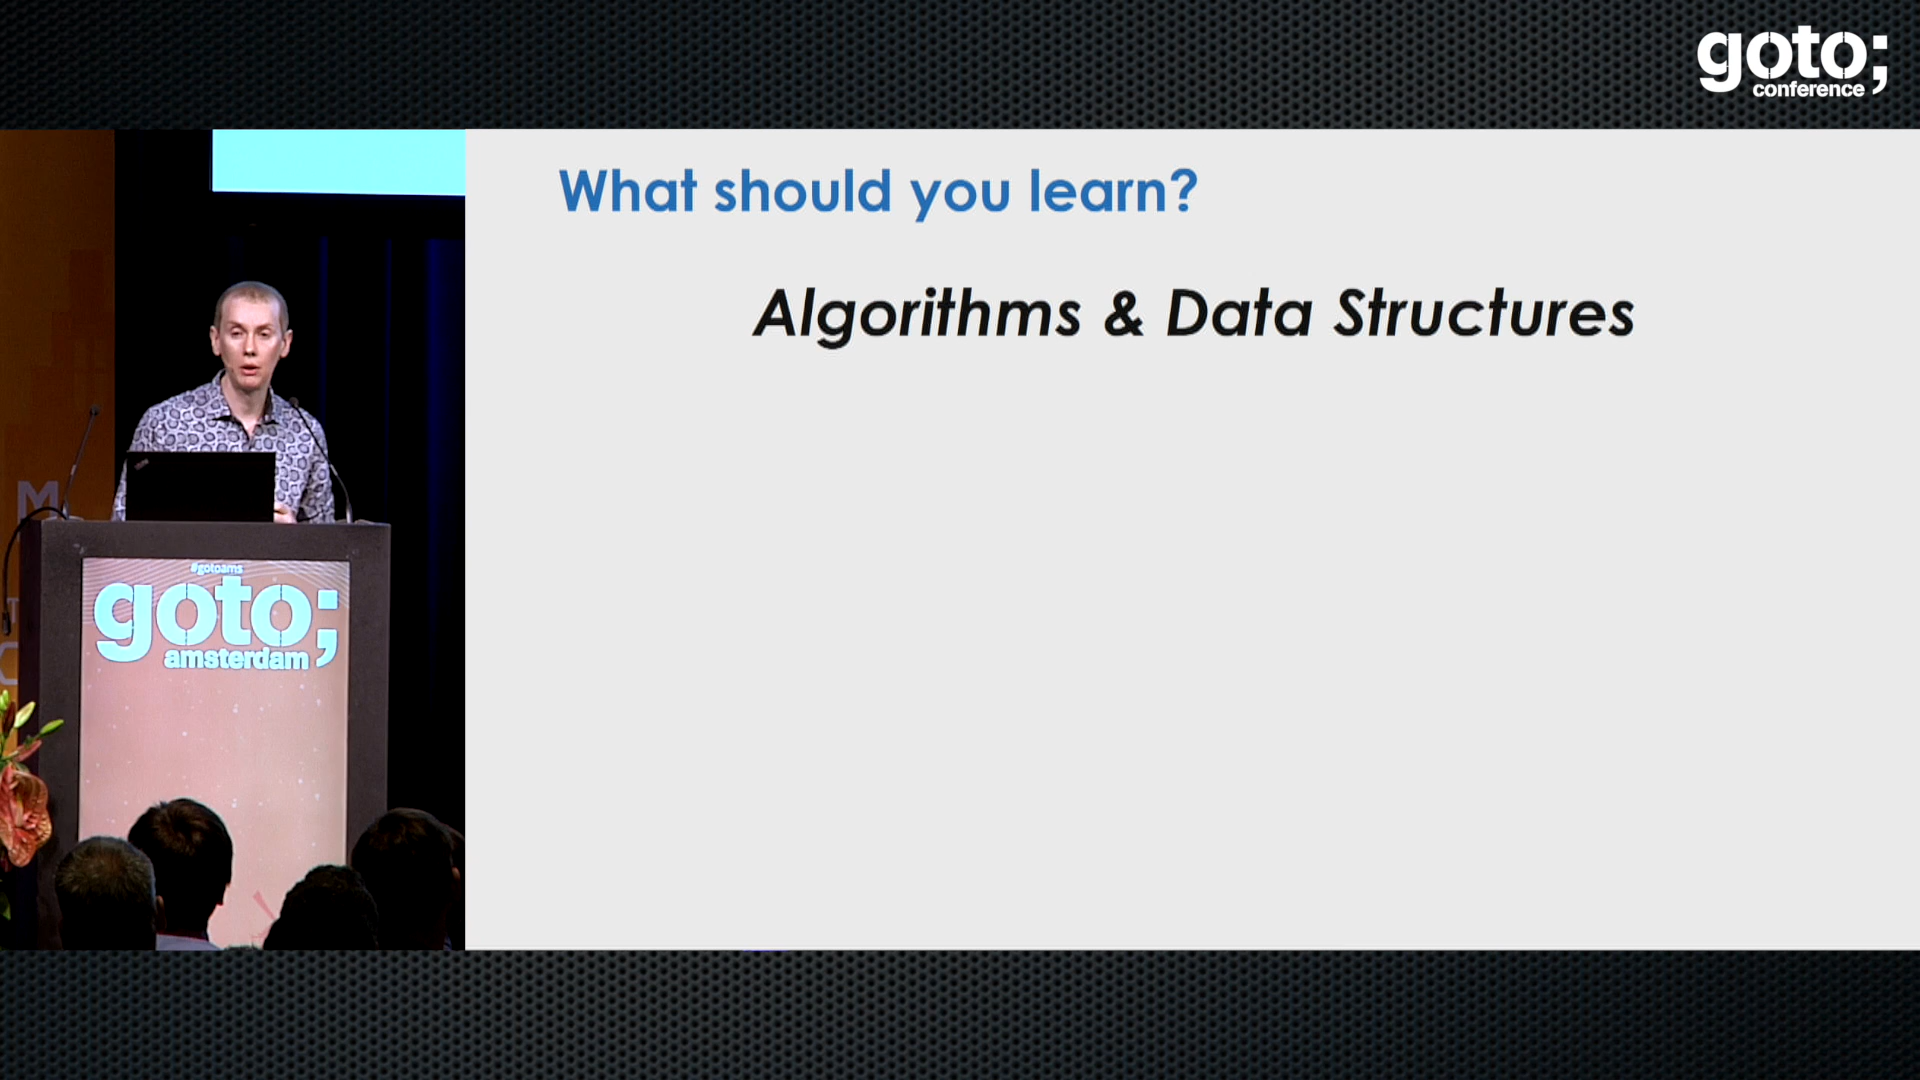 goto;
conference
What should you learn?
Algorithms & Data Structures
#gotoams
goto;
amsterdam
M